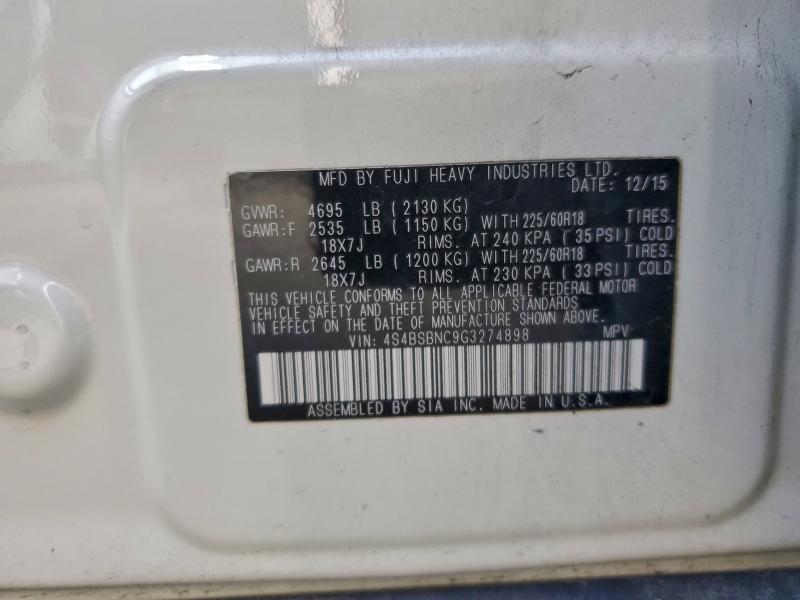 MFD BY FUJI HEAVY INDUSTRIES LTD.
DATE: 12/15
GVWR: 4695 LB ( 2130 KG)
GAWR:F 2535 LB ( 1150 KG) WITH 225/60R18 TIRES.
18X7J RIMS. AT 240 KPA ( 35 PSI) COLD
GAWR:R 2645 LB ( 1200 KG) WITH 225/60R18 TIRES.
18X7J RIMS. AT 230 KPA ( 33 PSI) COLD
THIS VEHICLE CONFORMS TO ALL APPLICABLE FEDERAL MOTOR
VEHICLE SAFETY AND THEFT PREVENTION STANDARDS
IN EFFECT ON THE DATE OF MANUFACTURE SHOWN ABOVE.
VIN: 4S4BSBNC9G3274898 MPV
ASSEMBLED BY SIA INC. MADE IN U.S.A.